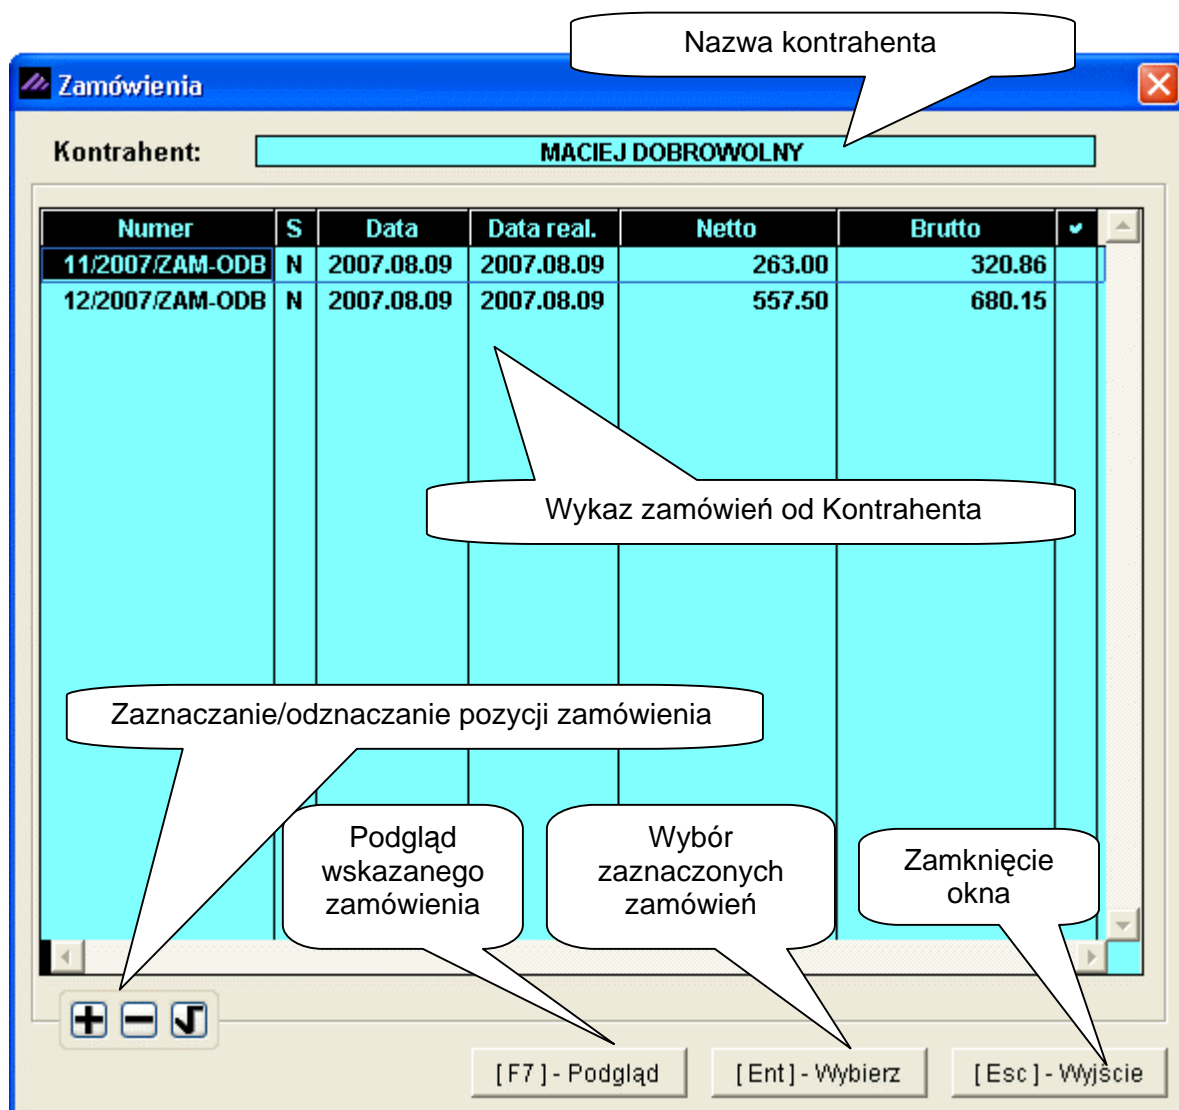 Nazwa kontrahenta
Zamówienia
Kontrahent: MACIEJ DOBROWOLNY
Numer S Data Data real. Netto Brutto
11/2007/ZAM-ODB N 2007.08.09 2007.08.09 263.00 320.86
12/2007/ZAM-ODB N 2007.08.09 2007.08.09 557.50 680.15
Wykaz zamówień od Kontrahenta
Zaznaczanie/odznaczanie pozycji zamówienia
Podgląd
wskazanego
zamówienia
Wybór
zaznaczonych
zamówień
Zamknięcie
okna
[ F7 ] - Podgląd [ Ent ] - Wybierz [ Esc ] - Wyjście